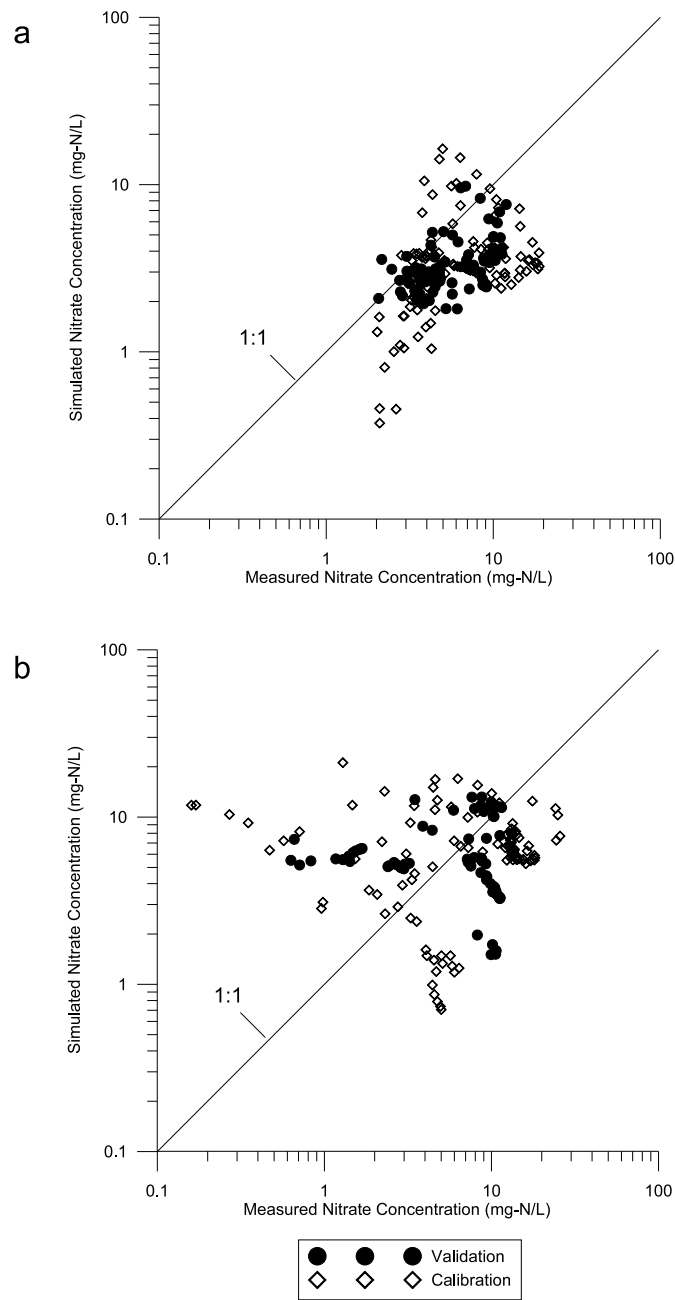 a
100
10
1
0.1
Simulated Nitrate Concentration (mg-N/L)
1:1
0.1 1 10 100
Measured Nitrate Concentration (mg-N/L)
b
100
10
1
0.1
Simulated Nitrate Concentration (mg-N/L)
1:1
0.1 1 10 100
Measured Nitrate Concentration (mg-N/L)
Validation
Calibration